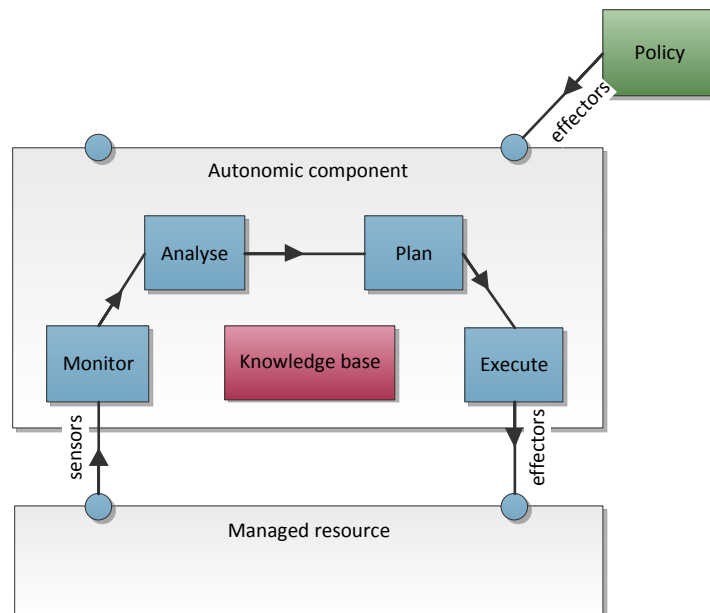 Policy
effectors
Autonomic component
Analyse
Plan
Monitor
Knowledge base
Execute
sensors
effectors
Managed resource